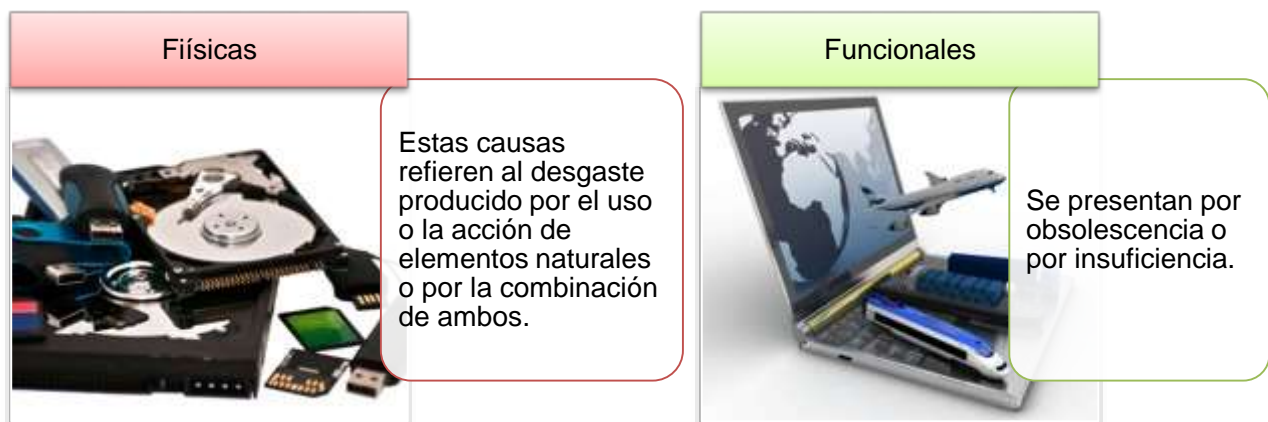 Fiísicas
Estas causas
refieren al desgaste
producido por el uso
o la acción de
elementos naturales
o por la combinación
de ambos.
Funcionales
Se presentan por
obsolescencia o
por insuficiencia.